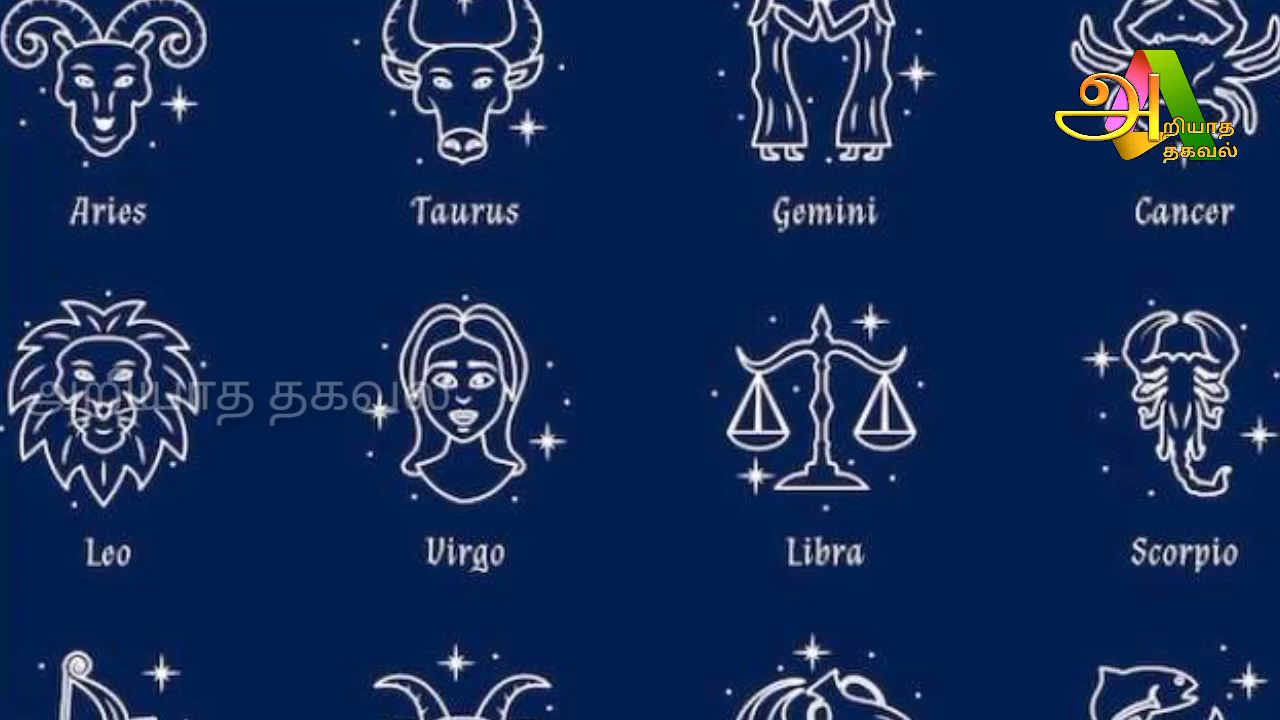 அறியாத
தகவல்
Aries
Taurus
Gemini
Cancer
அறியாத தகவல்
Leo
Virgo
Libra
Scorpio